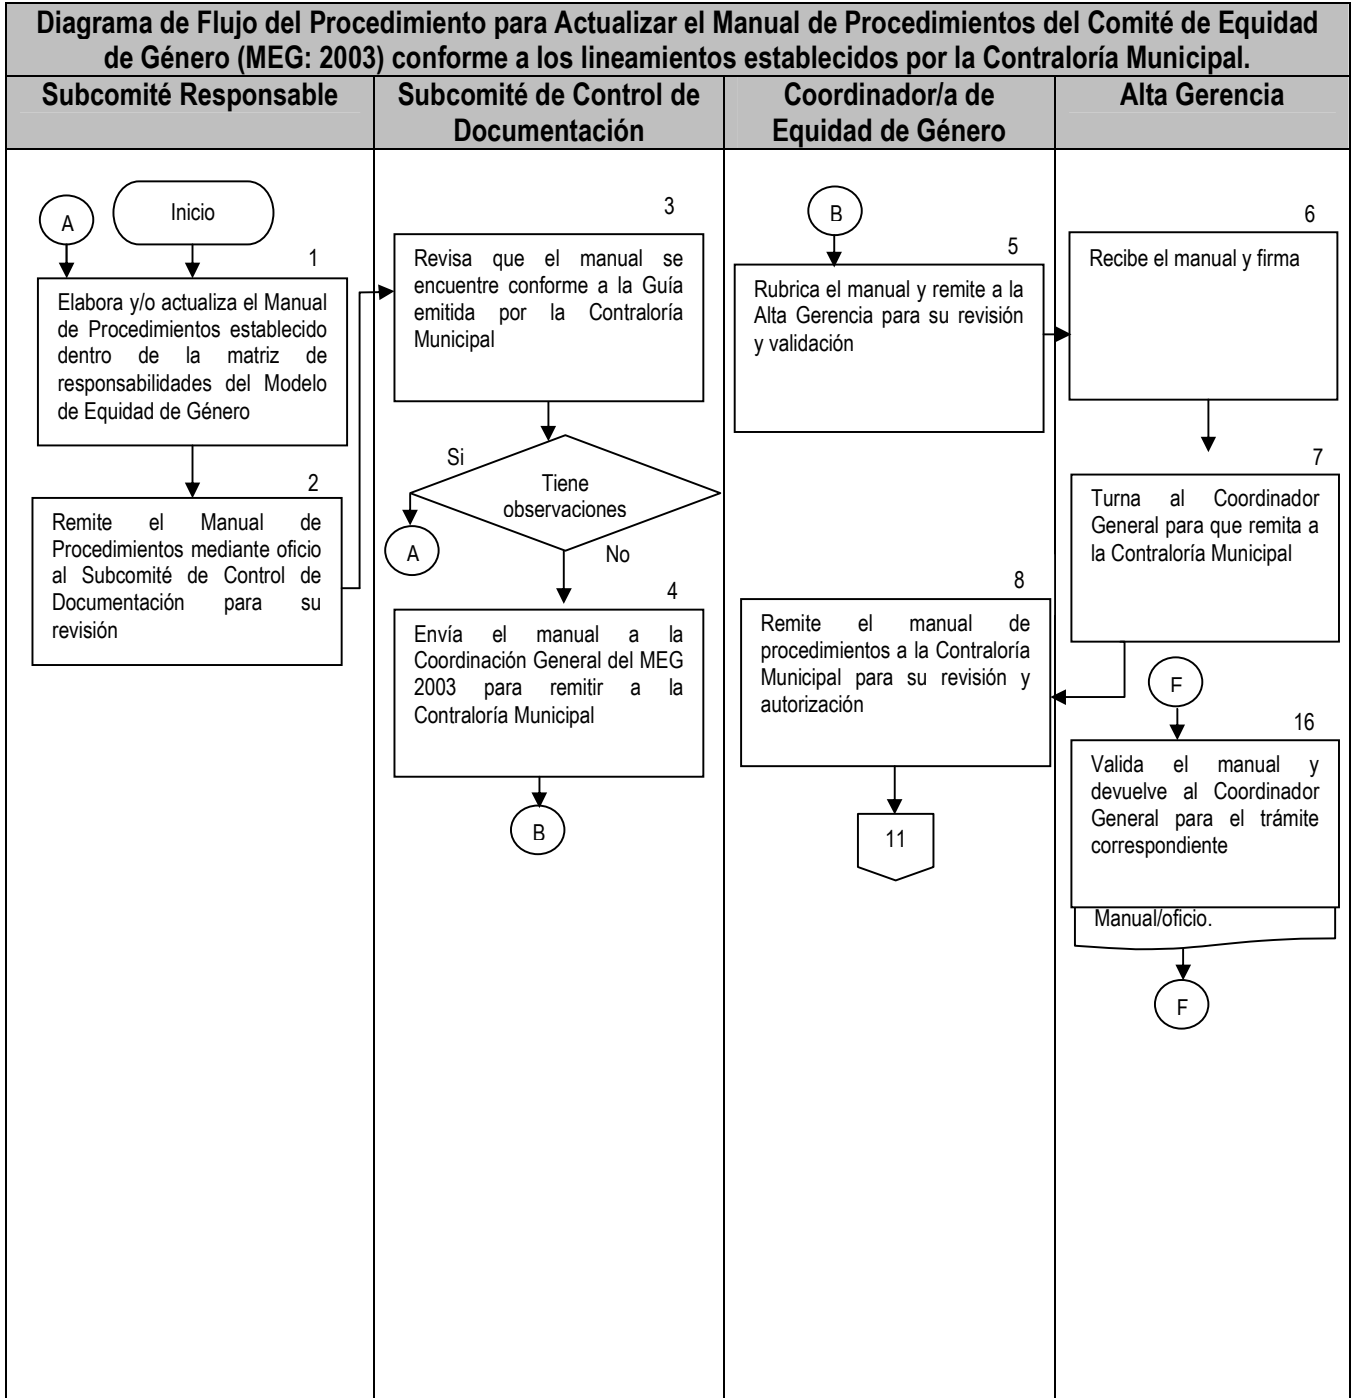 Diagrama de Flujo del Procedimiento para Actualizar el Manual de Procedimientos del Comité de Equidad
de Género (MEG: 2003) conforme a los lineamientos establecidos por la Contraloría Municipal.
Subcomité Responsable
Subcomité de Control de
Documentación
Coordinador/a de
Equidad de Género
Alta Gerencia
A
Inicio
1
Elabora y/o actualiza el Manual
de Procedimientos establecido
dentro de la matriz de
responsabilidades del Modelo
de Equidad de Género
2
Remite el Manual de
Procedimientos mediante oficio
al Subcomité de Control de
Documentación para su
revisión
3
Revisa que el manual se
encuentre conforme a la Guía
emitida por la Contraloría
Municipal
Si
Tiene
observaciones
A
No
4
Envía el manual a la
Coordinación General del MEG
2003 para remitir a la
Contraloría Municipal
B
B
5
Rubrica el manual y remite a la
Alta Gerencia para su revisión
y validación
8
Remite el manual de
procedimientos a la Contraloría
Municipal para su revisión y
autorización
11
6
Recibe el manual y firma
7
Turna al Coordinador
General para que remita a
la Contraloría Municipal
F
16
Valida el manual y
devuelve al Coordinador
General para el trámite
correspondiente
Manual/oficio.
F